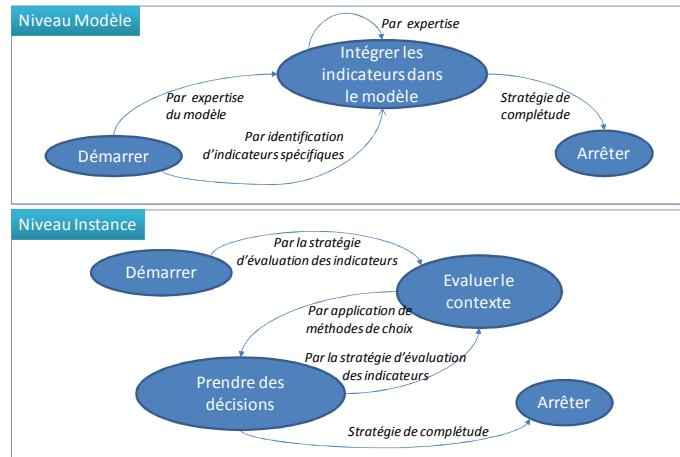 Niveau Modèle
Par expertise
Intégrer les
indicateurs dans
le modèle
Par expertise
du modèle
Stratégie de
complétude
Par identification
d'indicateurs spécifiques
Démarrer
Arrêter
Niveau Instance
Par la stratégie
d'évaluation des indicateurs
Démarrer
Evaluer le
contexte
Par application de
méthodes de choix
Par la stratégie d'évaluation
des indicateurs
Prendre des
décisions
Arrêter
Stratégie de complétude